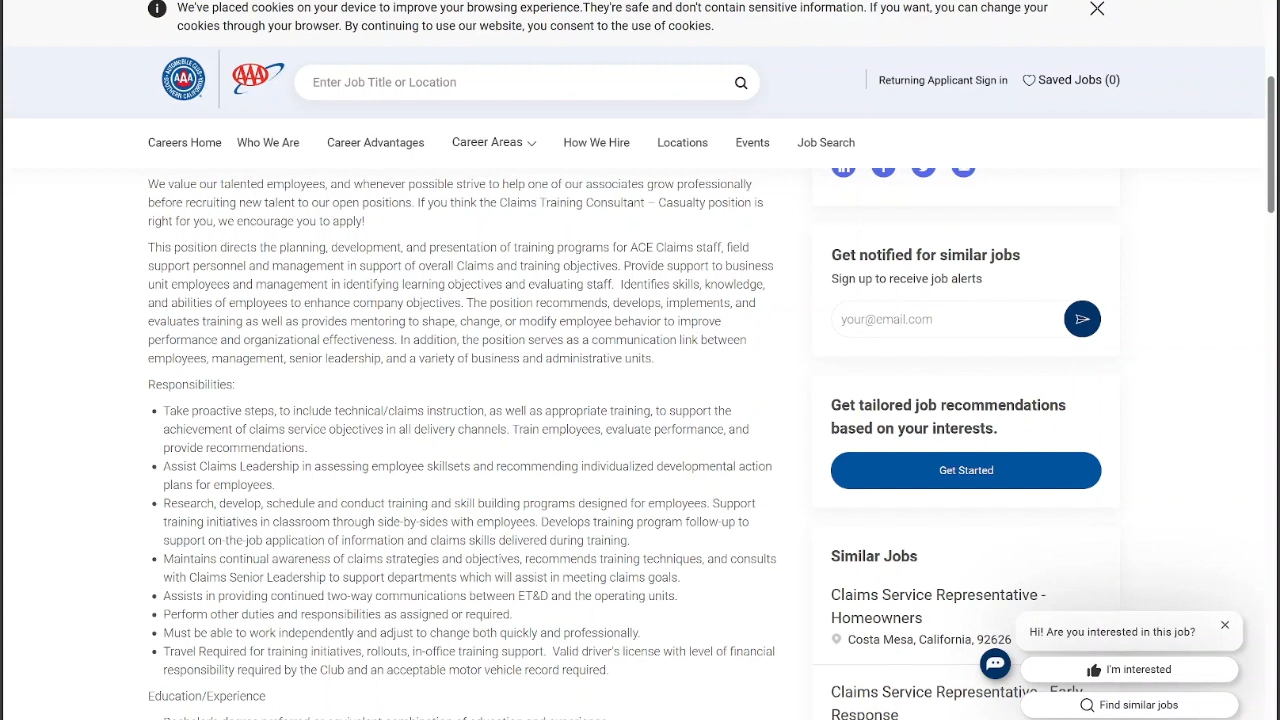 We've placed cookies on your device to improve your browsing experience.They're safe and don't contain sensitive information. If you want, you can change your
cookies through your browser. By continuing to use our website, you consent to the use of cookies.
AUTOMOBILE CLUB
AAA
SOUTHERN CALIFORNIA
AAA
Enter Job Title or Location
Returning Applicant Sign in
Saved Jobs (0)
Careers Home
Who We Are
Career Advantages
Career Areas
How We Hire
Locations
Events
Job Search
We value our talented employees, and whenever possible strive to help one of our associates grow professionally
before recruiting new talent to our open positions. If you think the Claims Training Consultant – Casualty position is
right for you, we encourage you to apply!
This position directs the planning, development, and presentation of training programs for ACE Claims staff, field
support personnel and management in support of overall Claims and training objectives. Provide support to business
unit employees and management in identifying learning objectives and evaluating staff.  Identifies skills, knowledge,
and abilities of employees to enhance company objectives. The position recommends, develops, implements, and
evaluates training as well as provides mentoring to shape, change, or modify employee behavior to improve
performance and organizational effectiveness. In addition, the position serves as a communication link between
employees, management, senior leadership, and a variety of business and administrative units.
Responsibilities:
• Take proactive steps, to include technical/claims instruction, as well as appropriate training, to support the
achievement of claims service objectives in all delivery channels. Train employees, evaluate performance, and
provide recommendations.
• Assist Claims Leadership in assessing employee skillsets and recommending individualized developmental action
plans for employees.
• Research, develop, schedule and conduct training and skill building programs designed for employees. Support
training initiatives in classroom through side-by-sides with employees. Develops training program follow-up to
support on-the-job application of information and claims skills delivered during training.
• Maintains continual awareness of claims strategies and objectives, recommends training techniques, and consults
with Claims Senior Leadership to support departments which will assist in meeting claims goals.
• Assists in providing continued two-way communications between ET&D and the operating units.
• Perform other duties and responsibilities as assigned or required.
• Must be able to work independently and adjust to change both quickly and professionally.
• Travel Required for training initiatives, rollouts, in-office training support.  Valid driver's license with level of financial
responsibility required by the Club and an acceptable motor vehicle record required.
Education/Experience
• Bachelor's degree preferred or equivalent combination of education and experience
Get notified for similar jobs
Sign up to receive job alerts
your@email.com
Get tailored job recommendations
based on your interests.
Get Started
Similar Jobs
Claims Service Representative -
Homeowners
Costa Mesa, California, 92626
Claims Service Representative - Early
Response
Hi! Are you interested in this job?
I'm interested
Find similar jobs